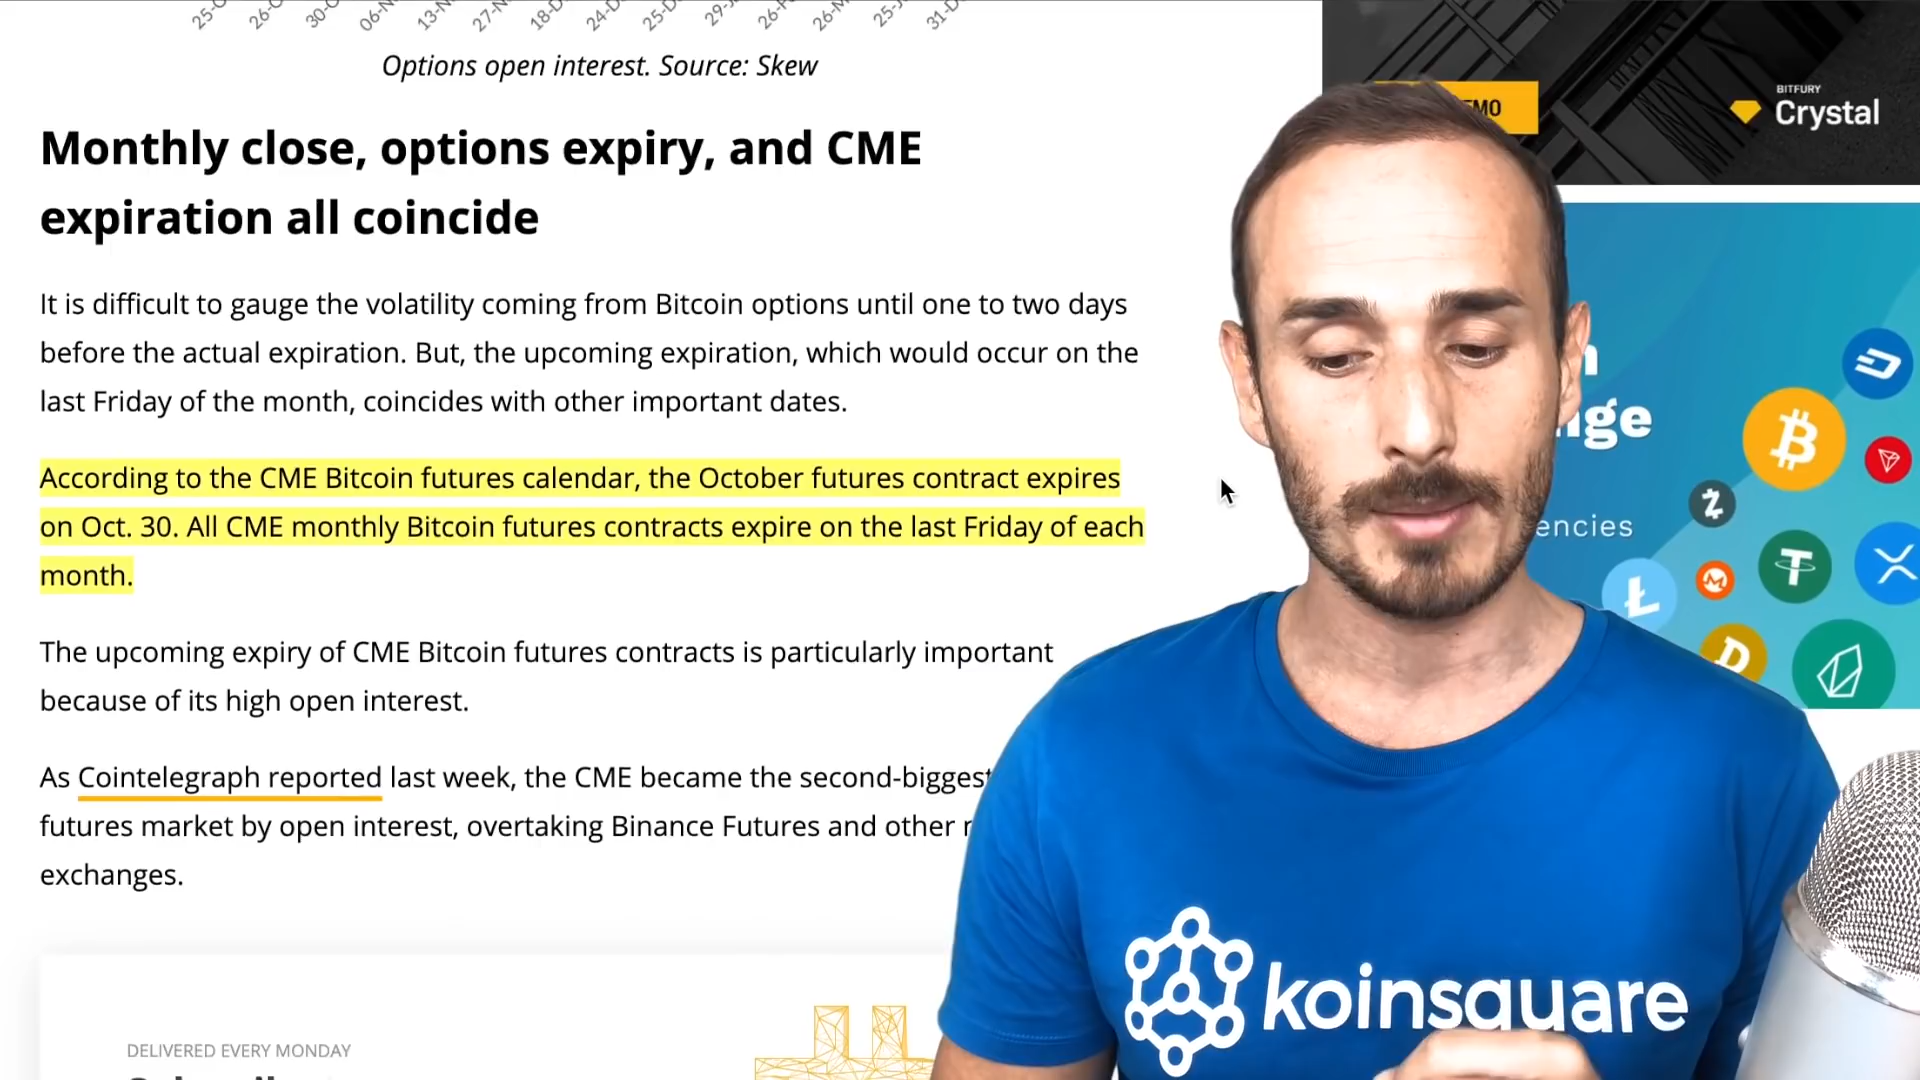 Options open interest. Source: Skew
Monthly close, options expiry, and CME
expiration all coincide
It is difficult to gauge the volatility coming from Bitcoin options until one to two days
before the actual expiration. But, the upcoming expiration, which would occur on the
last Friday of the month, coincides with other important dates.
According to the CME Bitcoin futures calendar, the October futures contract expires
on Oct. 30. All CME monthly Bitcoin futures contracts expire on the last Friday of each
month.
The upcoming expiry of CME Bitcoin futures contracts is particularly important
because of its high open interest.
As Cointelegraph reported last week, the CME became the second-biggest
futures market by open interest, overtaking Binance Futures and other
exchanges.
DELIVERED EVERY MONDAY
BITFURY
Crystal
koinsquare